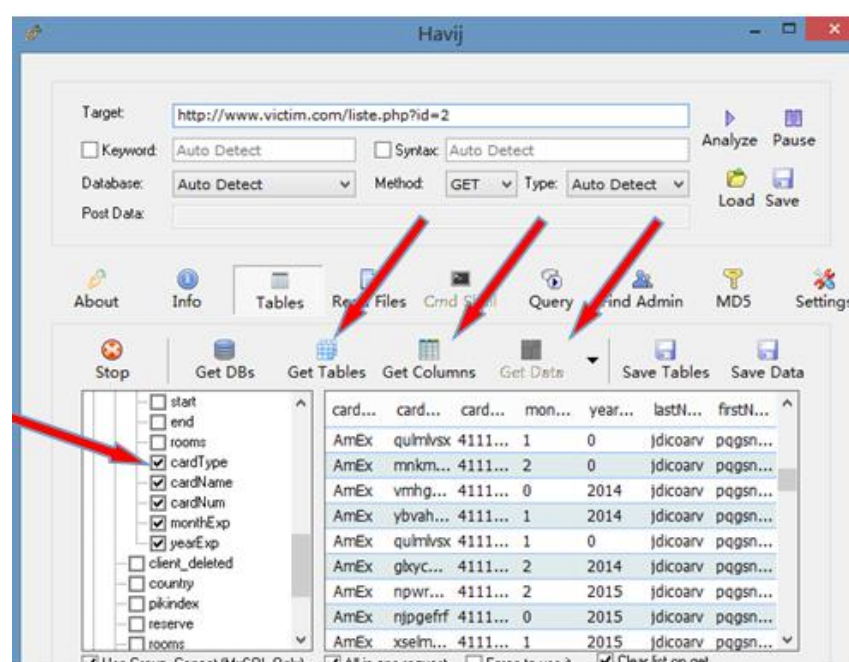 Havij
Target: http://www.victim.com/liste.php?id=2
Keyword: Auto Detect Syntax: Auto Detect
Analyze Pause
Database: Auto Detect Method: GET Type: Auto Detect
Load Save
Post Data:
About Info Tables Files Cmd Query Find Admin MD5 Settings
Stop Get DBs Get Tables Get Columns Get Data Save Tables Save Data
start
end
rooms
cardType
cardName
cardNum
monthExp
yearExp
client_deleted
country
pikindex
reserve
rooms
card... card... card... mon... year... lastN... firstN...
AmEx qulmlvsx 4111... 1 0 jdicoarv pqgsn...
AmEx mnkm... 4111... 2 0 jdicoarv pqgsn...
AmEx vmhg... 4111... 0 2014 jdicoarv pqgsn...
AmEx ybvah... 4111... 1 2014 jdicoarv pqgsn...
AmEx qulmlvsx 4111... 1 0 jdicoarv pqgsn...
AmEx glxyc... 4111... 2 2014 jdicoarv pqgsn...
AmEx npwr... 4111... 2 2015 jdicoarv pqgsn...
AmEx njpgefrf 4111... 0 2015 jdicoarv pqgsn...
AmEx xselm... 4111... 1 2015 jdicoarv pqgsn...